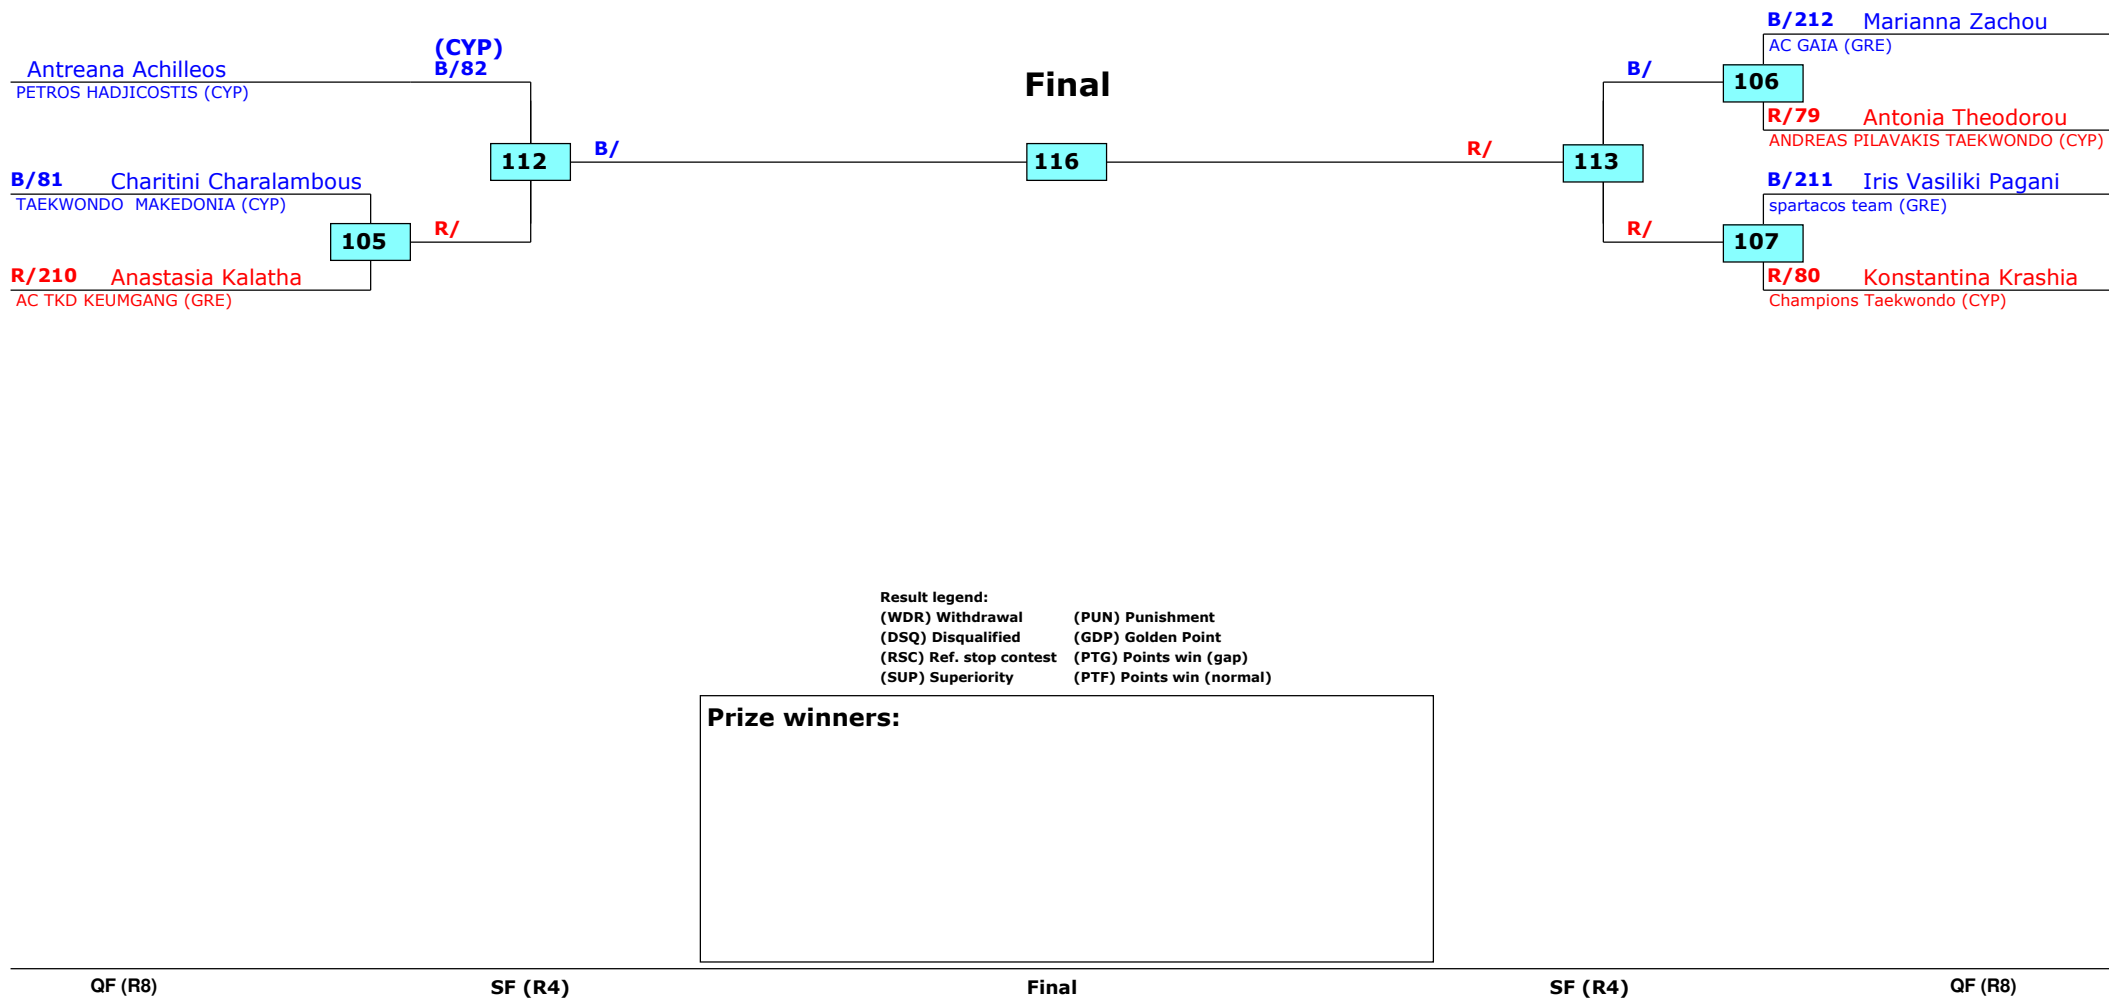 (CYP)
Antreana Achilleos B/82
PETROS HADJICOSTIS (CYP)
112
B/
B/81 Charitini Charalambous
TAEKWONDO MAKEDONIA (CYP)
105
R/
R/210 Anastasia Kalatha
AC TKD KEUMGANG (GRE)
Final
116
B/212 Marianna Zachou
AC GAIA (GRE)
B/
106
R/79 Antonia Theodorou
ANDREAS PILAVAKIS TAEKWONDO (CYP)
R/
113
B/211 Iris Vasiliki Pagani
spartacos team (GRE)
R/
107
R/80 Konstantina Krashia
Champions Taekwondo (CYP)
Result legend:
(WDR) Withdrawal (PUN) Punishment
(DSQ) Disqualified (GDP) Golden Point
(RSC) Ref. stop contest (PTG) Points win (gap)
(SUP) Superiority (PTF) Points win (normal)
Prize winners:
QF (R8) SF (R4) Final SF (R4) QF (R8)